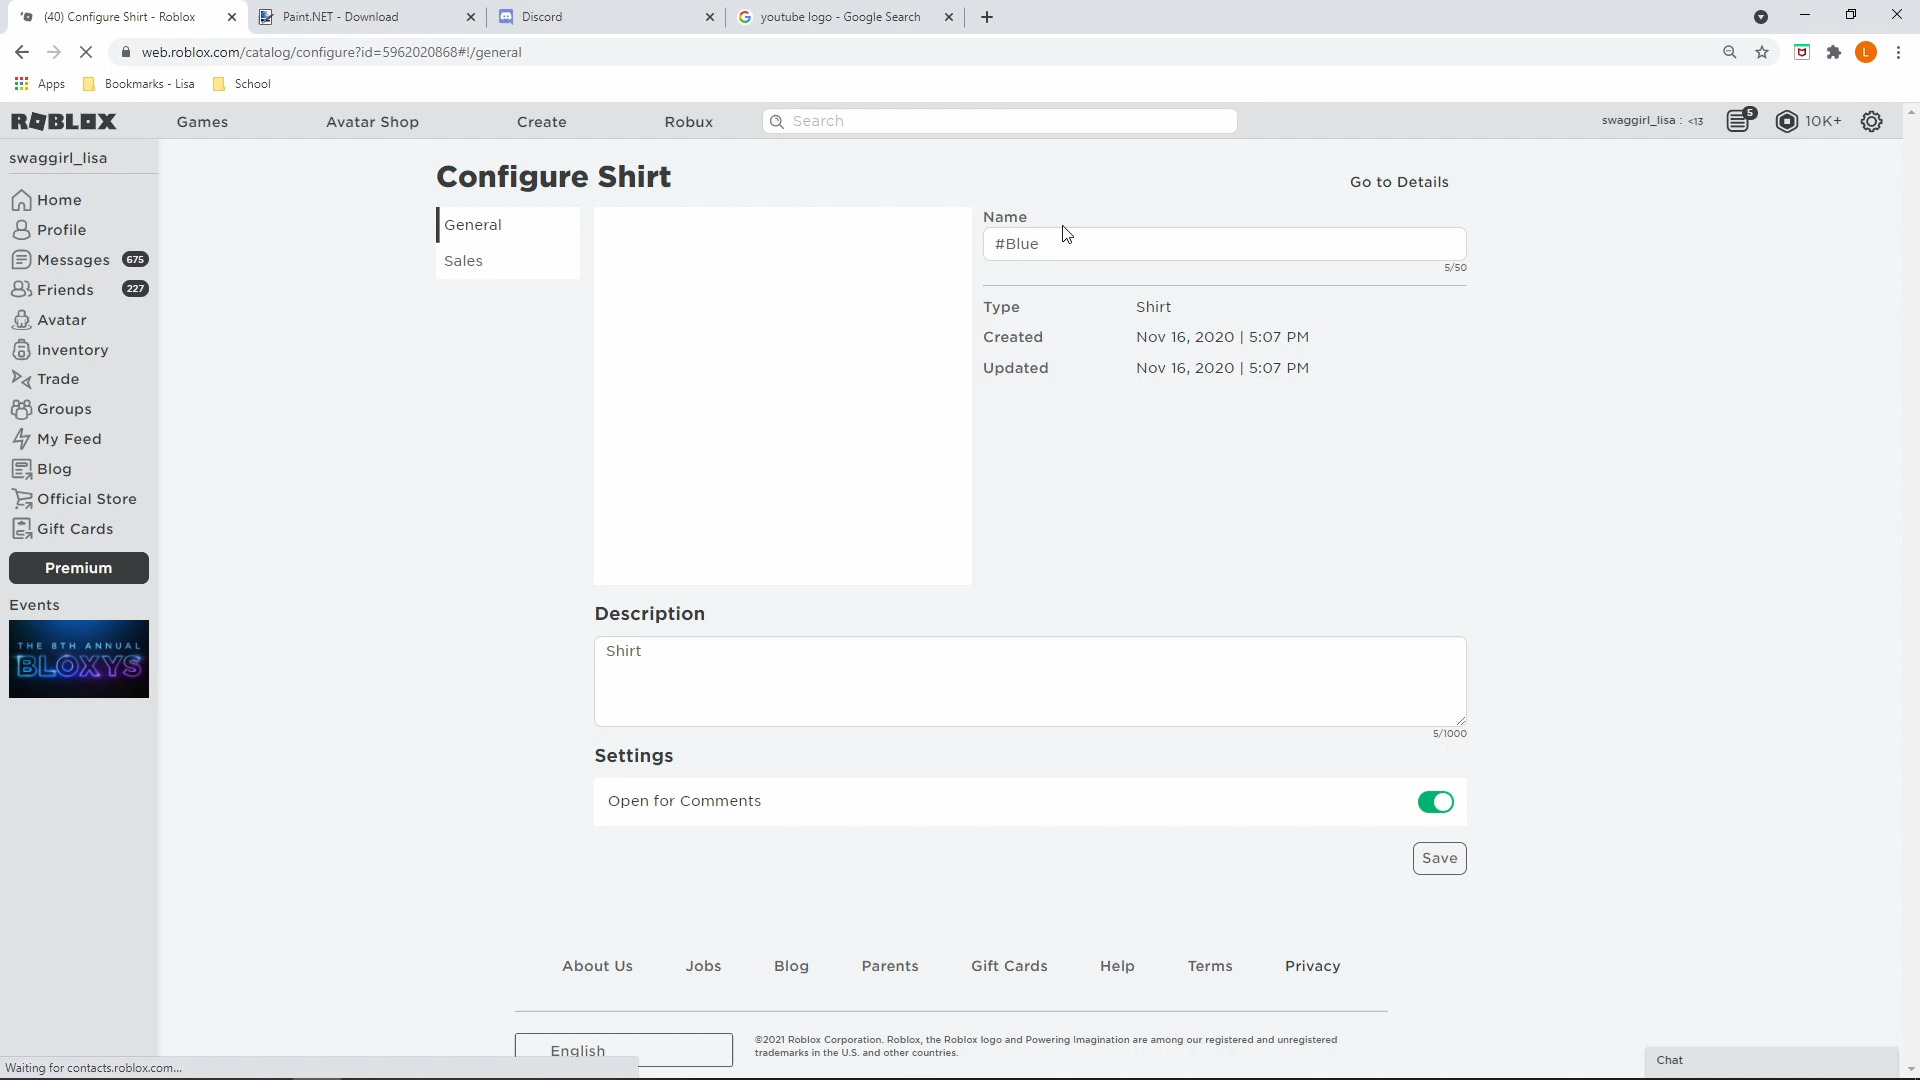 (40) Configure Shirt - Roblox
Paint.NET - Download
Discord
youtube logo - Google Search
web.roblox.com/catalog/configure?id=5962020868#!/general
L
Apps
Bookmarks - Lisa
School
ROBLOX
Games
Avatar Shop
Create
Robux
Search
swaggirl_lisa : <13
5
10K+
swaggirl_lisa
Home
Profile
Messages 675
Friends 227
Avatar
Inventory
Trade
Groups
My Feed
Blog
Official Store
Gift Cards
Premium
Events
THE 8TH ANNUAL
BLOXYS
Configure Shirt
Go to Details
General
Sales
Name
#Blue
5/50
Type Shirt
Created Nov 16, 2020 | 5:07 PM
Updated Nov 16, 2020 | 5:07 PM
Description
Shirt
5/1000
Settings
Open for Comments
Save
About Us
Jobs
Blog
Parents
Gift Cards
Help
Terms
Privacy
English
©2021 Roblox Corporation. Roblox, the Roblox logo and Powering Imagination are among our registered and unregistered
trademarks in the U.S. and other countries.
Chat
Waiting for contacts.roblox.com...